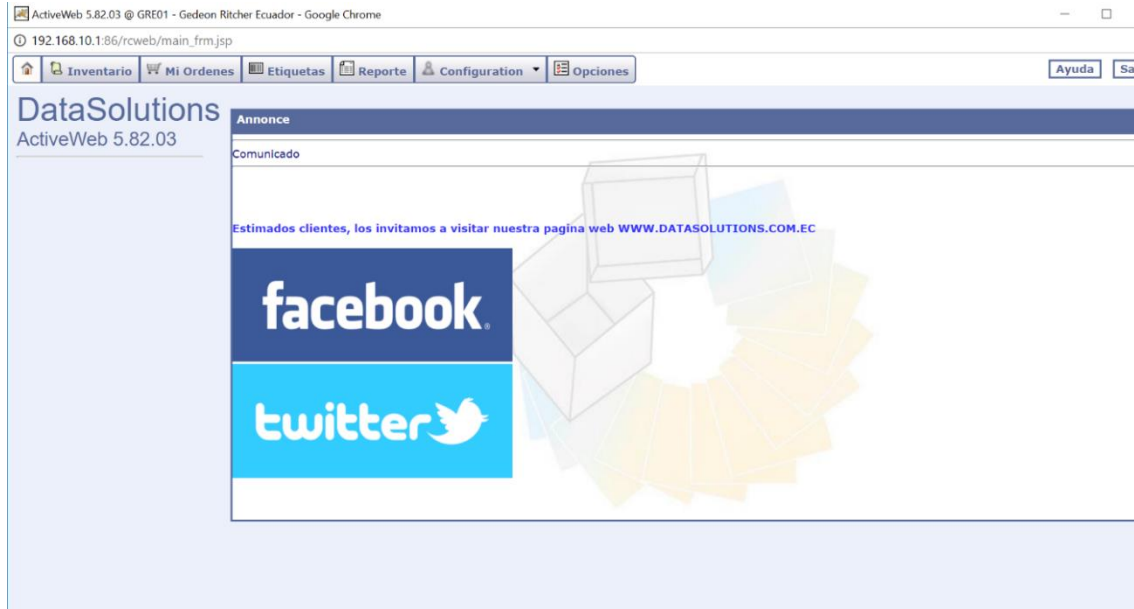 ActiveWeb 5.82.03 @ GRE01 - Gedeon Ritcher Ecuador - Google Chrome
192.168.10.1:86/rcweb/main_frm.jsp
Inventario Mi Ordenes Etiquetas Reporte Configuration Opciones Ayuda Sa
DataSolutions
ActiveWeb 5.82.03
Annonce
Comunicado
Estimados clientes, los invitamos a visitar nuestra pagina web WWW.DATASOLUTIONS.COM.EC
facebook®
twitter